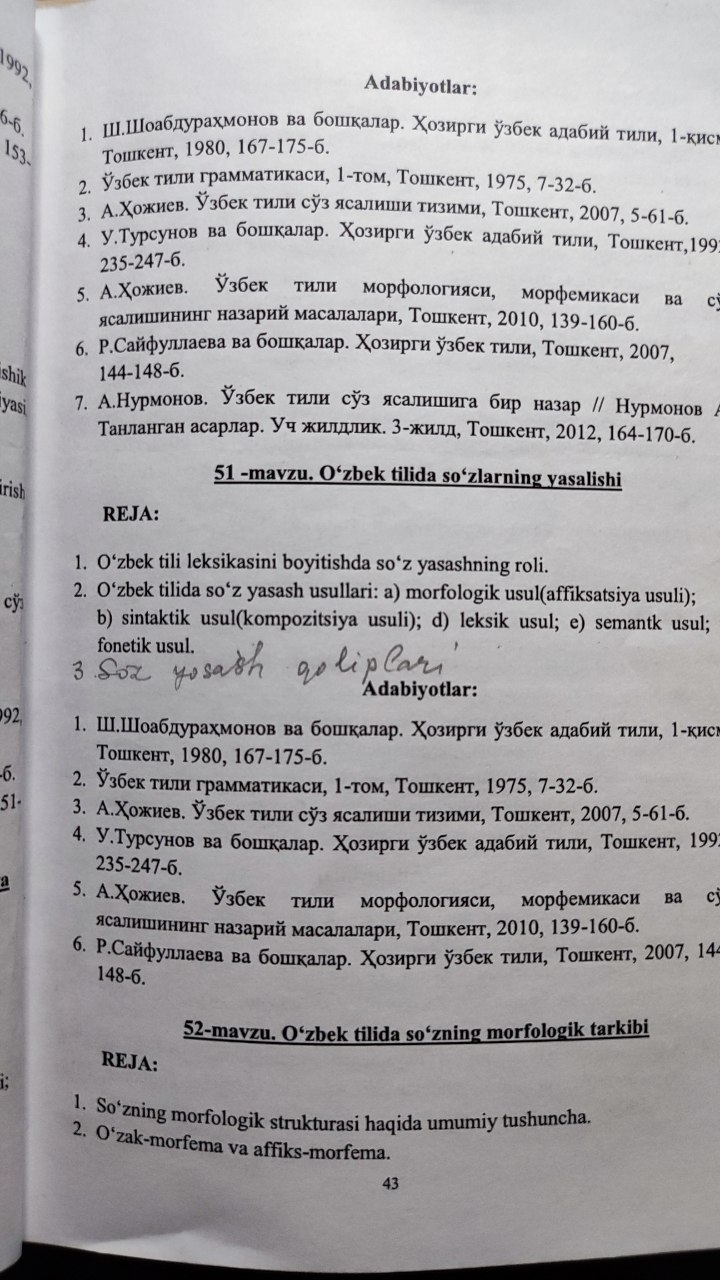 1992,
6-б.
153-
Adabiyotlar:
1. Ш.Шоабдураҳмонов ва бошқалар. Ҳозирги ўзбек адабий тили, 1-қисм
Тошкент, 1980, 167-175-б.
2. Ўзбек тили грамматикаси, 1-том, Тошкент, 1975, 7-32-б.
3. А.Ҳожиев. Ўзбек тили сўз ясалиши тизими, Тошкент, 2007, 5-61-б.
4. У.Турсунов ва бошқалар. Ҳозирги ўзбек адабий тили, Тошкент,1992
235-247-б.
5. А.Ҳожиев. Ўзбек тили морфологияси, морфемикаси ва сў
ясалишининг назарий масалалари, Тошкент, 2010, 139-160-б.
6. Р.Сайфуллаева ва бошқалар. Ҳозирги ўзбек тили, Тошкент, 2007,
144-148-б.
7. А.Нурмонов. Ўзбек тили сўз ясалишига бир назар // Нурмонов А
Танланган асарлар. Уч жилдлик. 3-жилд, Тошкент, 2012, 164-170-б.
51 -mavzu. O‘zbek tilida so‘zlarning yasalishi
REJA:
1. O‘zbek tili leksikasini boyitishda so‘z yasashning roli.
2. O‘zbek tilida so‘z yasash usullari: a) morfologik usul(affiksatsiya usuli);
b) sintaktik usul(kompozitsiya usuli); d) leksik usul; e) semantk usul;
fonetik usul.
3 Soz yasash qoliplari
Adabiyotlar:
1. Ш.Шоабдураҳмонов ва бошқалар. Ҳозирги ўзбек адабий тили, 1-қисм
Тошкент, 1980, 167-175-б.
2. Ўзбек тили грамматикаси, 1-том, Тошкент, 1975, 7-32-б.
3. А.Ҳожиев. Ўзбек тили сўз ясалиши тизими, Тошкент, 2007, 5-61-б.
4. У.Турсунов ва бошқалар. Ҳозирги ўзбек адабий тили, Тошкент, 1992
235-247-б.
5. А.Ҳожиев. Ўзбек тили морфологияси, морфемикаси ва сў
ясалишининг назарий масалалари, Тошкент, 2010, 139-160-б.
6. Р.Сайфуллаева ва бошқалар. Ҳозирги ўзбек тили, Тошкент, 2007, 144
148-б.
52-mavzu. O‘zbek tilida so‘zning morfologik tarkibi
REJA:
1. So‘zning morfologik strukturasi haqida umumiy tushuncha.
2. O‘zak-morfema va affiks-morfema.
43